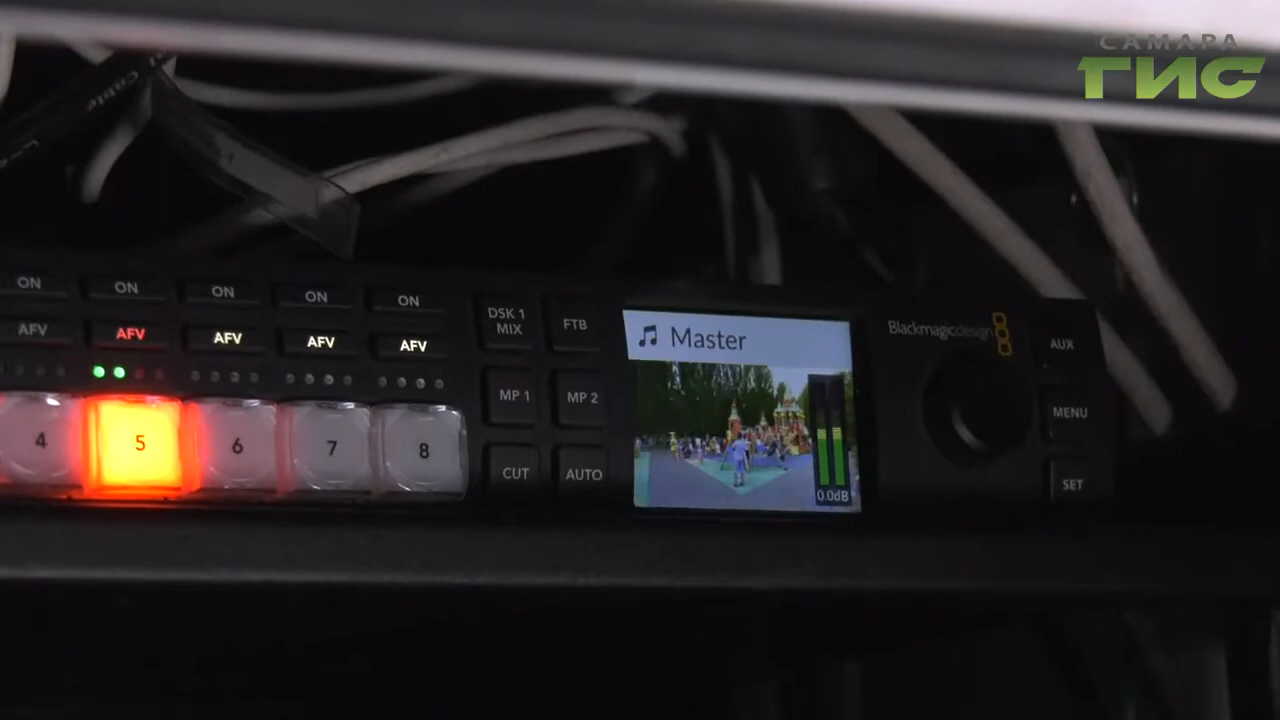 САМАРА
ГИС
Cable
ON ON ON ON ON
AFV AFV AFV AFV AFV
4 5 6 7 8
DSK 1
MIX
FTB
MP 1 MP 2
CUT AUTO
Master
0.0dB
Blackmagicdesign
AUX
MENU
SET